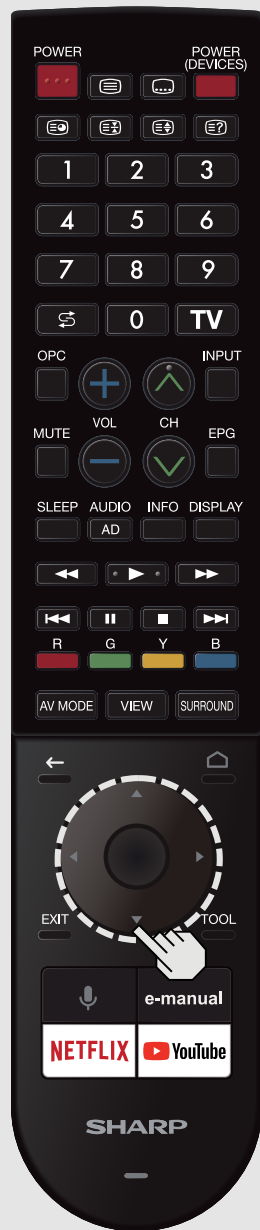 POWER POWER
(DEVICES)
1 2 3
4 5 6
7 8 9
0 TV
OPC INPUT
MUTE VOL CH EPG
SLEEP AUDIO INFO DISPLAY
AD
R G Y B
AV MODE VIEW SURROUND
EXIT TOOL
e-manual
NETFLIX YouTube
SHARP